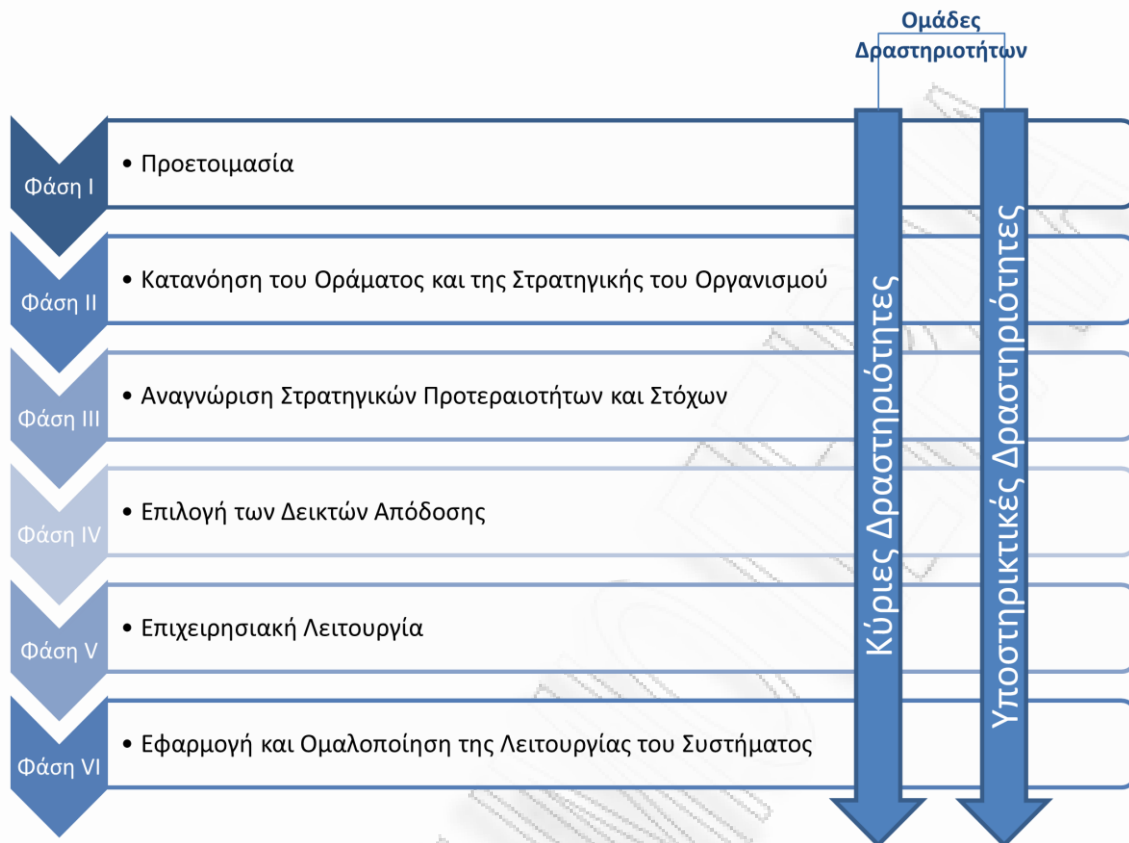 Ομάδες
Δραστηριοτήτων
Φάση I
• Προετοιμασία
Φάση II
• Κατανόηση του Οράματος και της Στρατηγικής του Οργανισμού
Φάση III
• Αναγνώριση Στρατηγικών Προτεραιοτήτων και Στόχων
Φάση IV
• Επιλογή των Δεικτών Απόδοσης
Φάση V
• Επιχειρησιακή Λειτουργία
Φάση VI
• Εφαρμογή και Ομαλοποίηση της Λειτουργίας του Συστήματος
Κύριες Δραστηριότητες
Υποστηρικτικές Δραστηριότητες